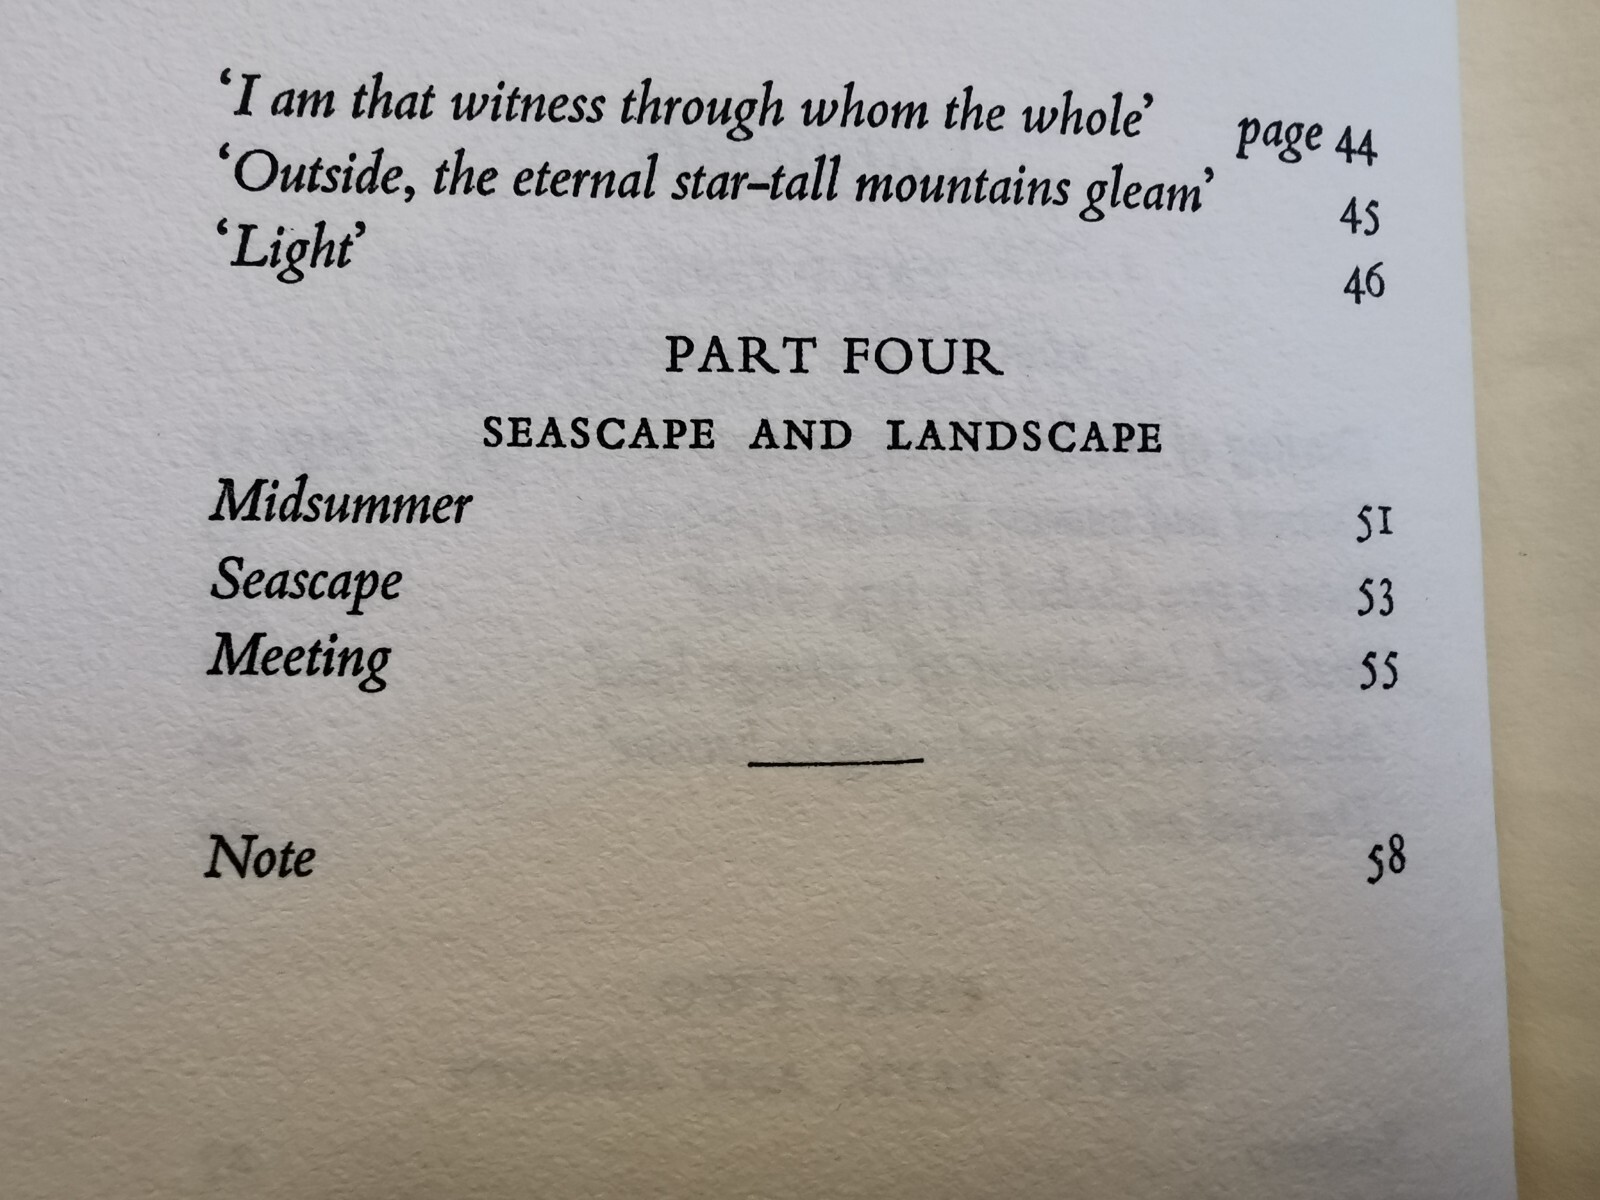 ‘I am that witness through whom the whole’ page 44
‘Outside, the eternal star–tall mountains gleam’ 45
‘Light’ 46
PART FOUR
SEASCAPE AND LANDSCAPE
Midsummer 51
Seascape 53
Meeting 55
Note 58